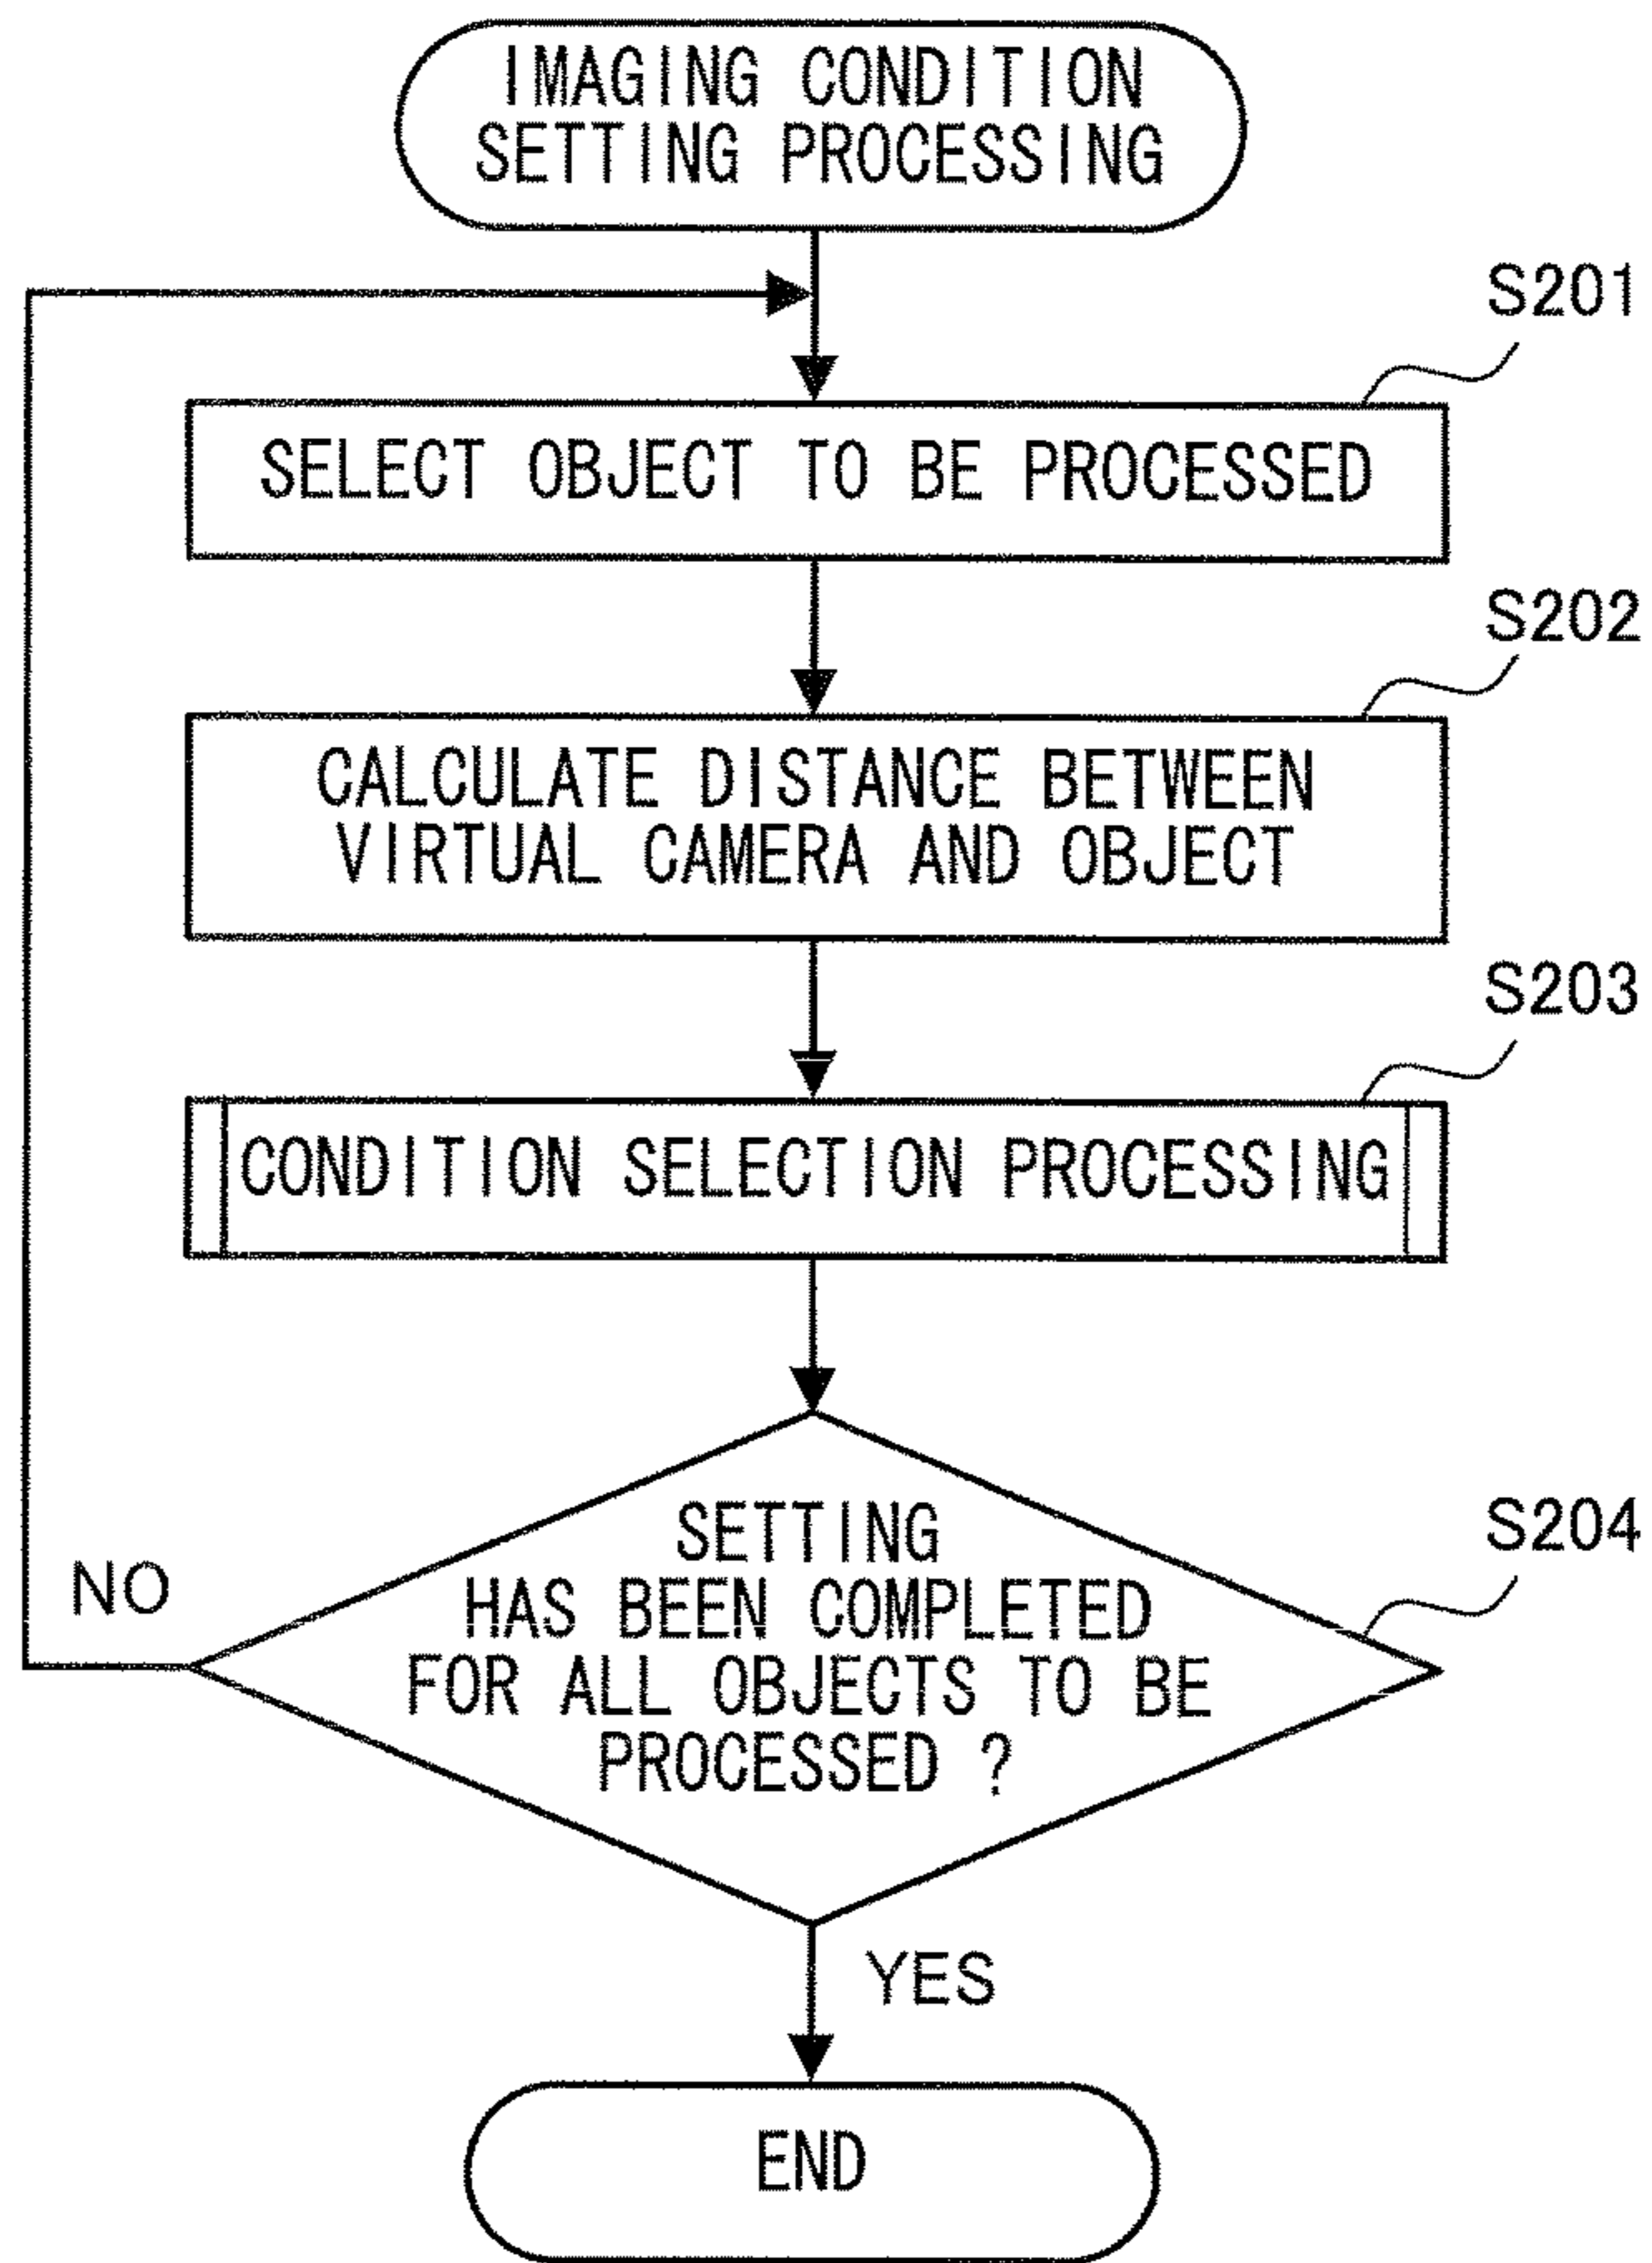 IMAGING CONDITION
SETTING PROCESSING
S201
SELECT OBJECT TO BE PROCESSED
S202
CALCULATE DISTANCE BETWEEN
VIRTUAL CAMERA AND OBJECT
S203
CONDITION SELECTION PROCESSING
S204
SETTING
HAS BEEN COMPLETED
FOR ALL OBJECTS TO BE
PROCESSED ?
NO
YES
END